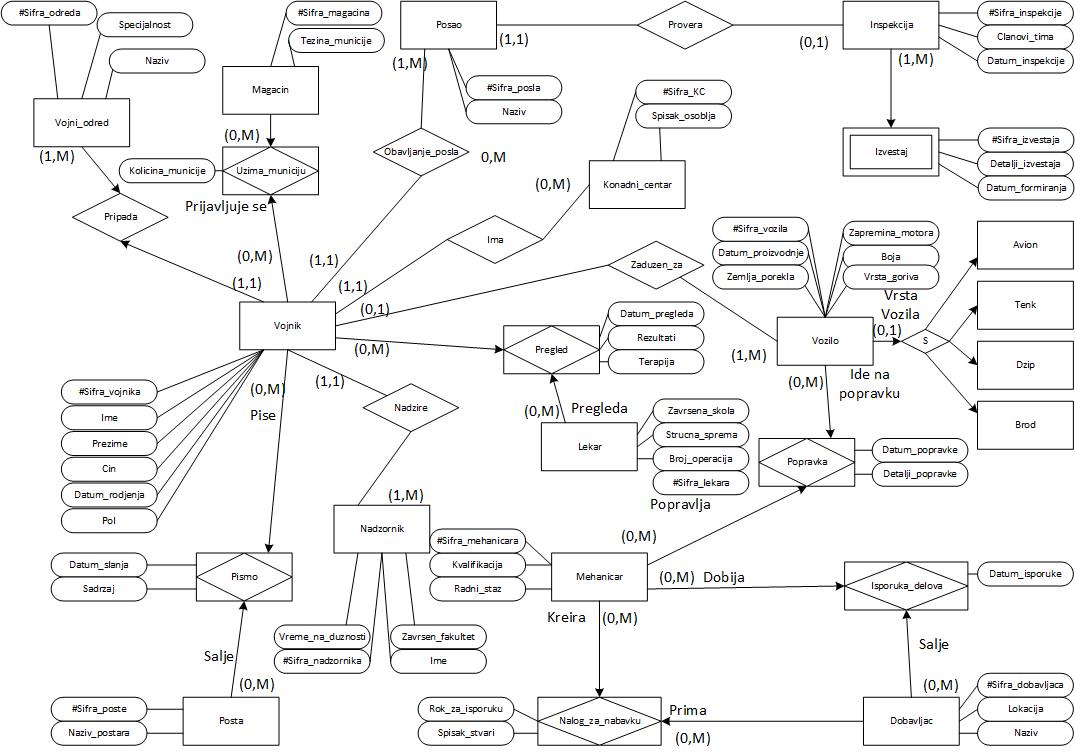 #Sifra_odreda
Specijalnost
Naziv
Vojni_odred
(1,M)
#Sifra_magacina
Tezina_municije
Magacin
(0,M)
Kolicina_municije
Uzima_municiju
Prijavljuje se
(0,M)
Pripada
(1,1)
Posao
(1,1)
(1,M)
#Sifra_posla
Naziv
Obavljanje_posla
0,M
Provera
(0,1)
Inspekcija
(1,M)
#Sifra_inspekcije
Clanovi_tima
Datum_inspekcije
Izvestaj
#Sifra_izvestaja
Detalji_izvestaja
Datum_formiranja
#Sifra_KC
Spisak_osoblja
(0,M)
Konadni_centar
Ima
(1,1)
(1,1)
(0,1)
Vojnik
(0,M)
Zaduzen_za
#Sifra_vozila
Datum_proizvodnje
Zemlja_porekla
Zapremina_motora
Boja
Vrsta_goriva
Vrsta
Vozila
(0,1)
S
Vozilo
(1,M)
(0,M)
Ide na
popravku
Avion
Tenk
Dzip
Brod
Datum_pregleda
Rezultati
Terapija
Pregled
(0,M)
Pregleda
Lekar
Zavrsena_skola
Strucna_sprema
Broj_operacija
#Sifra_lekara
#Sifra_vojnika
Ime
Prezime
Cin
Datum_rodjenja
Pol
(0,M)
Pise
(1,1)
Nadzire
(1,M)
Nadzornik
Vreme_na_duznosti
#Sifra_nadzornika
Zavrsen_fakultet
Ime
Popravka
Datum_popravke
Detalji_popravke
Popravlja
(0,M)
#Sifra_mehanicara
Kvalifikacija
Radni_staz
Mehanicar
(0,M) Dobija
Kreira
(0,M)
Isporuka_delova
Datum_isporuke
Datum_slanja
Sadrzaj
Pismo
Salje
(0,M)
#Sifra_poste
Naziv_postara
Posta
Rok_za_isporuku
Spisak_stvari
Nalog_za_nabavku
Prima
(0,M)
Salje
(0,M)
Dobavljac
#Sifra_dobavljaca
Lokacija
Naziv